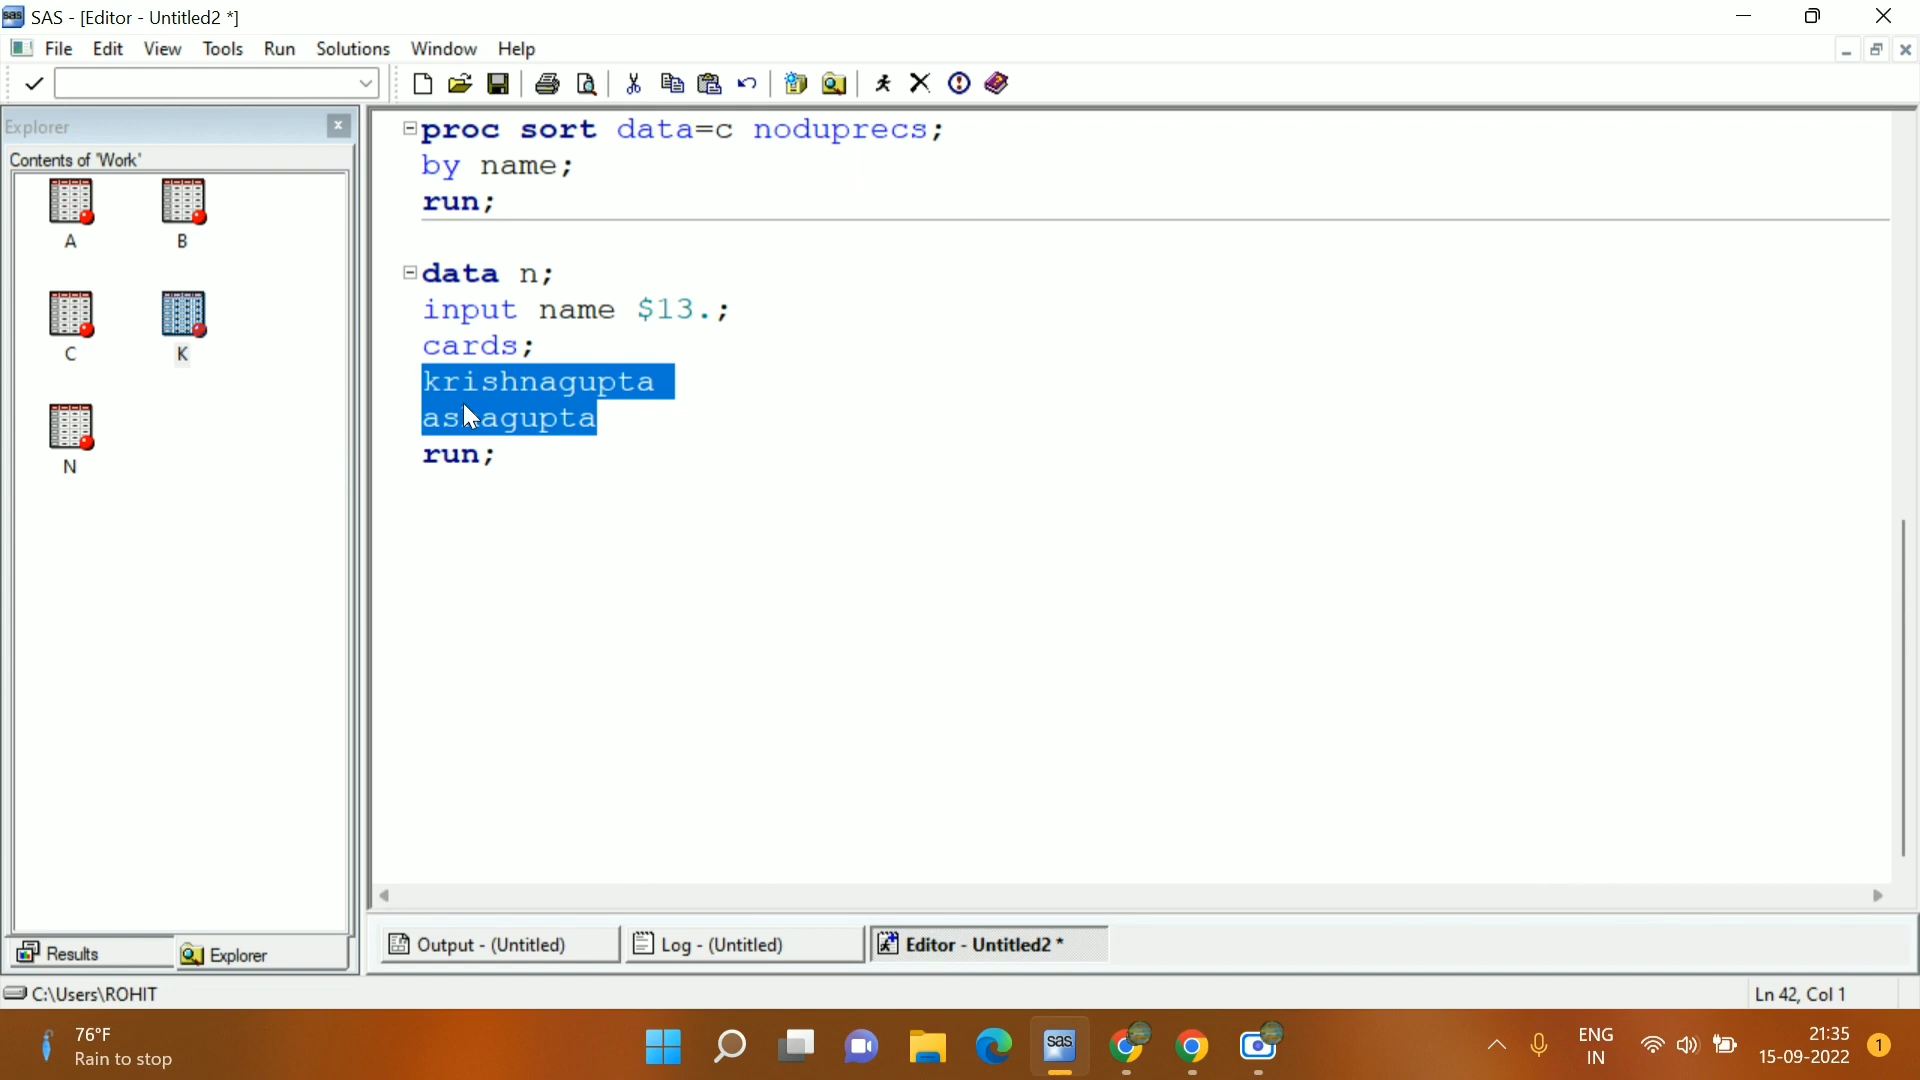 SAS - [Editor - Untitled2 *]
File Edit View Tools Run Solutions Window Help
Explorer
Contents of 'Work'
A B
C K
N
proc sort data=c noduprecs;
by name;
run;
data n;
input name $13.;
cards;
krishnagupta
run;
Results Explorer
Output - (Untitled) Log - (Untitled) Editor - Untitled2 *
C:\Users\ROHIT Ln 42, Col 1
76°F
Rain to stop
sas
ENG
IN
21:35
15-09-2022
1